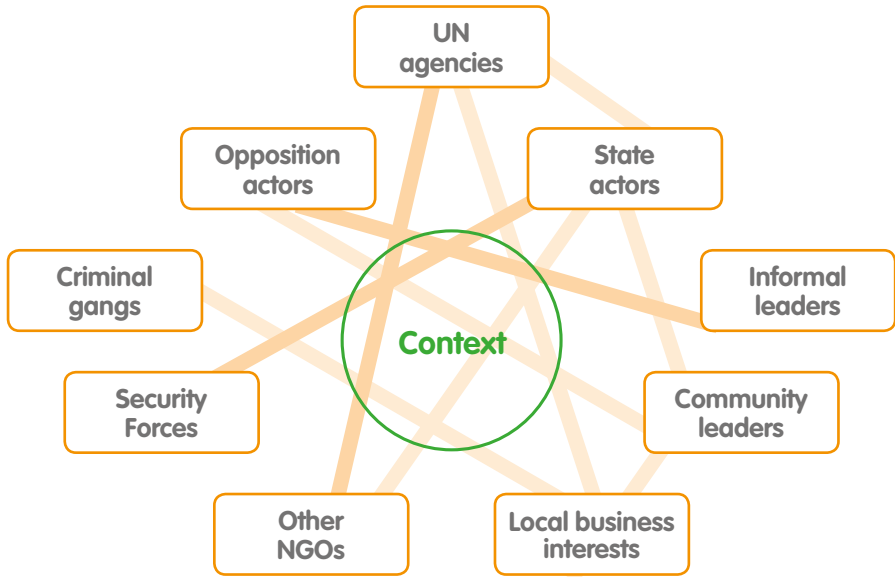 UN
agencies
Opposition
actors
State
actors
Criminal
gangs
Informal
leaders
Context
Security
Forces
Community
leaders
Other
NGOs
Local business
interests